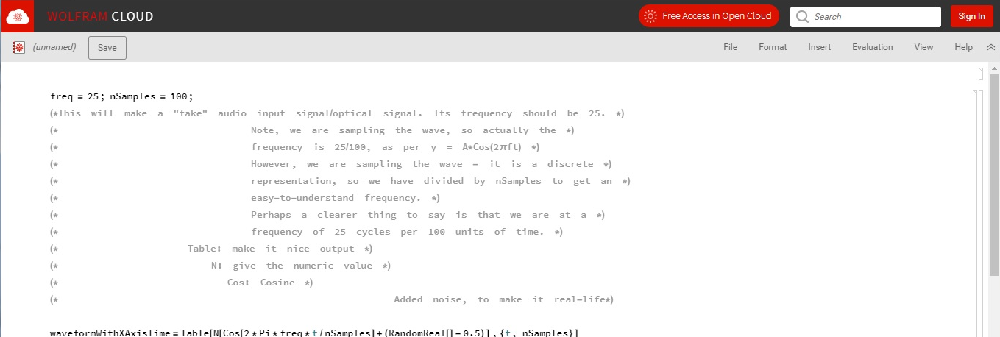 WOLFRAM CLOUD Free Access in Open Cloud Search Sign In
(unnamed) Save File Format Insert Evaluation View Help
freq = 25; nSamples = 100;
(*This will make a "fake" audio input signal/optical signal. Its frequency should be 25. *)
(* Note, we are sampling the wave, so actually the *)
(* frequency is 25/100, as per y = A*Cos(2πft) *)
(* However, we are sampling the wave - it is a discrete *)
(* representation, so we have divided by nSamples to get an *)
(* easy-to-understand frequency. *)
(* Perhaps a clearer thing to say is that we are at a *)
(* frequency of 25 cycles per 100 units of time. *)
(* Table: make it nice output *)
(* N: give the numeric value *)
(* Cos: Cosine *)
(* Added noise, to make it real-life*)
waveformWithXAxisTime = Table[N[Cos[2 * Pi * freq * t / nSamples] + (RandomReal[] - 0.5)], {t, nSamples}]